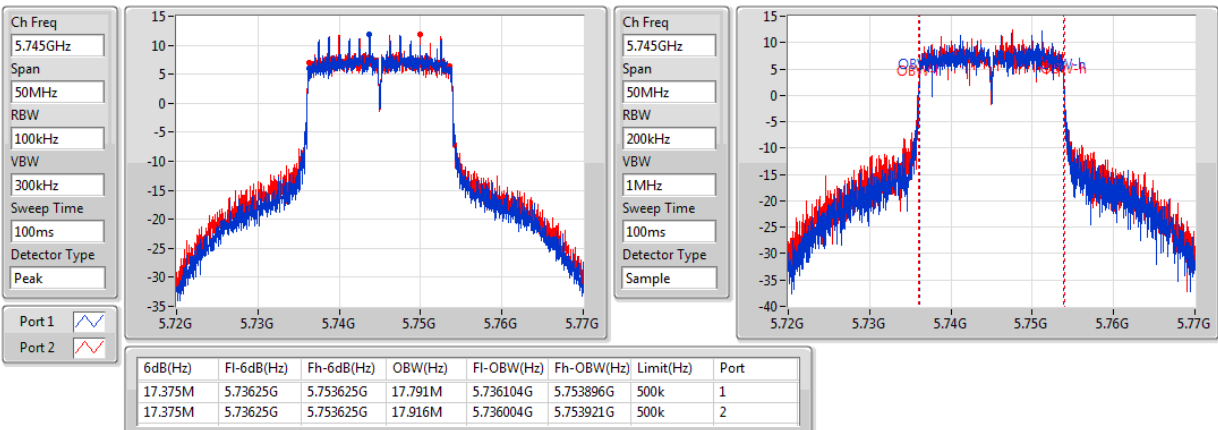 Ch Freq
5.745GHz
Span
50MHz
RBW
100kHz
VBW
300kHz
Sweep Time
100ms
Detector Type
Peak
Port 1
Port 2
15
10
5
0
-5
-10
-15
-20
-25
-30
-35
5.72G 5.73G 5.74G 5.75G 5.76G 5.77G
Ch Freq
5.745GHz
Span
50MHz
RBW
200kHz
VBW
1MHz
Sweep Time
100ms
Detector Type
Sample
15
10
5
0
-5
-10
-15
-20
-25
-30
-35
-40
5.72G 5.73G 5.74G 5.75G 5.76G 5.77G
6dB(Hz) Fl-6dB(Hz) Fh-6dB(Hz) OBW(Hz) Fl-OBW(Hz) Fh-OBW(Hz) Limit(Hz) Port
17.375M 5.73625G 5.753625G 17.791M 5.736104G 5.753896G 500k 1
17.375M 5.73625G 5.753625G 17.916M 5.736004G 5.753921G 500k 2